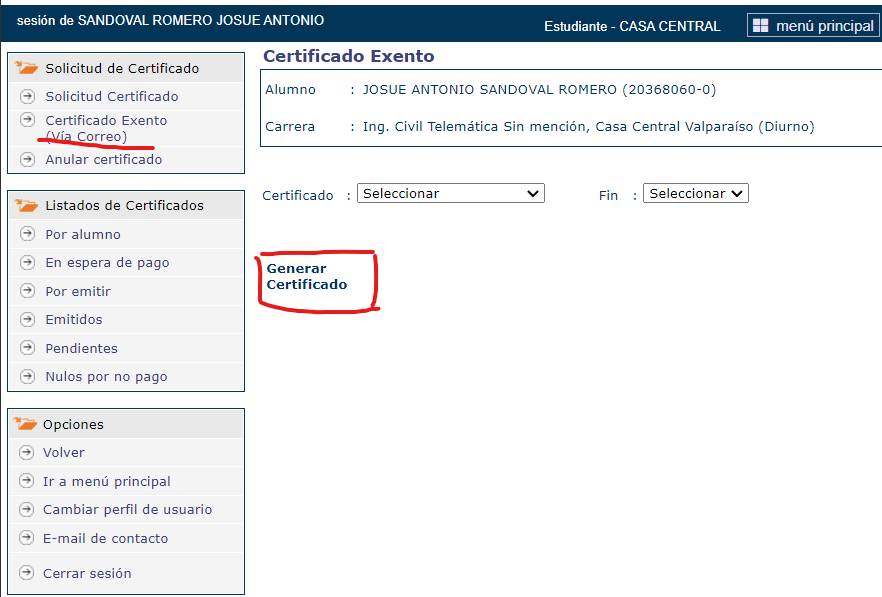 sesión de SANDOVAL ROMERO JOSUE ANTONIO
Estudiante - CASA CENTRAL
menú principal
Solicitud de Certificado
Solicitud Certificado
Certificado Exento
(Vía Correo)
Anular certificado
Listados de Certificados
Por alumno
En espera de pago
Por emitir
Emitidos
Pendientes
Nulos por no pago
Opciones
Volver
Ir a menú principal
Cambiar perfil de usuario
E-mail de contacto
Cerrar sesión
Certificado Exento
Alumno : JOSUE ANTONIO SANDOVAL ROMERO (20368060-0)
Carrera : Ing. Civil Telemática Sin mención, Casa Central Valparaíso (Diurno)
Certificado : Seleccionar Fin : Seleccionar
Generar
Certificado